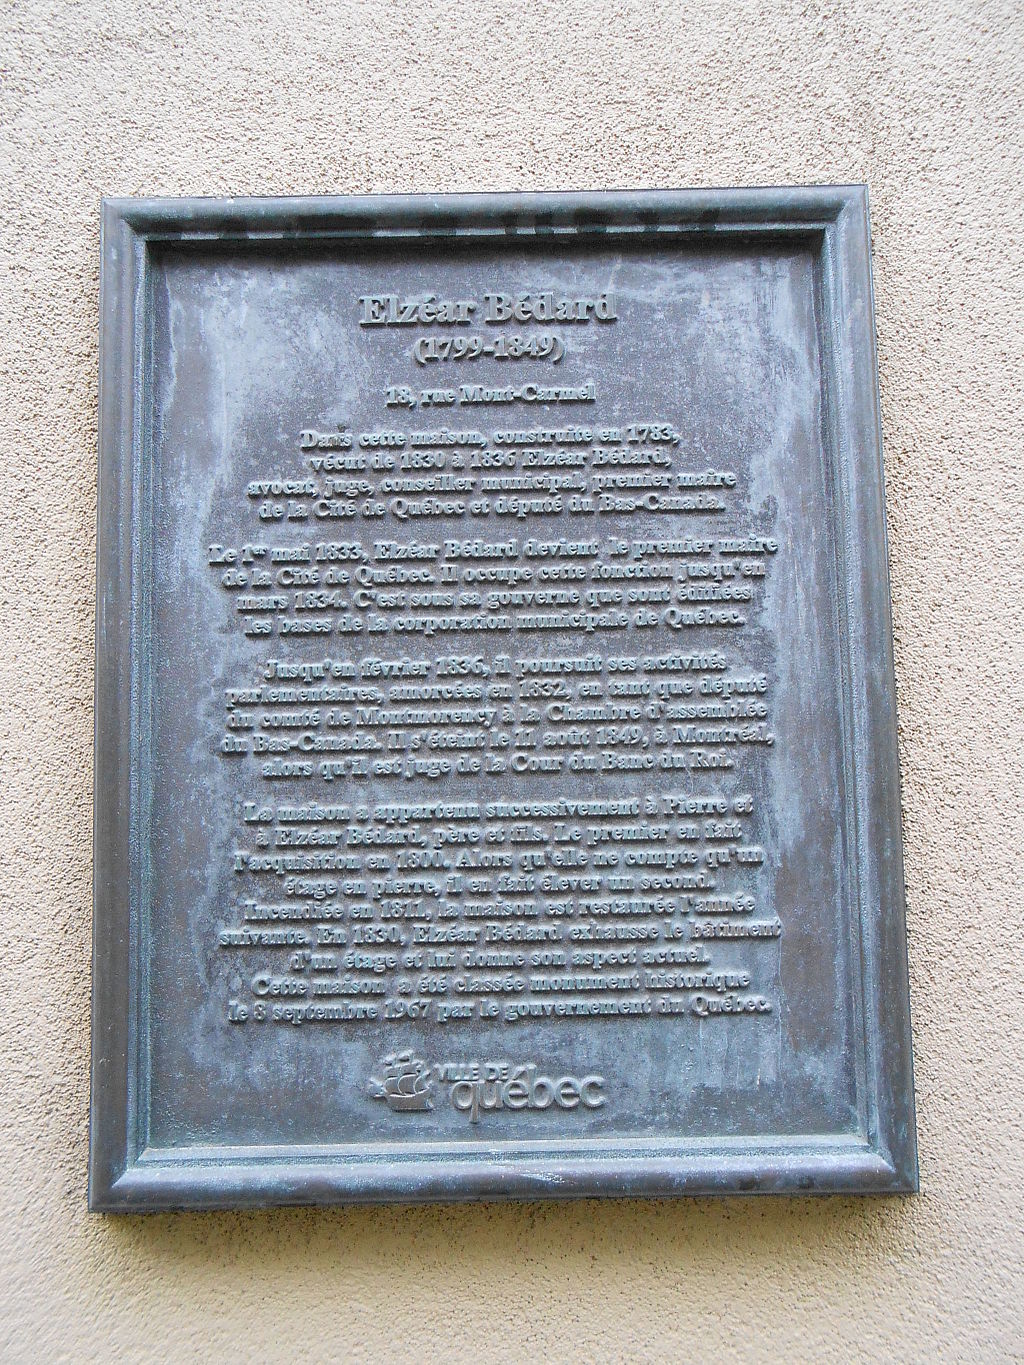 Elzéar Bédard
(1799-1849)
18, rue Mont-Carmel
Dans cette maison, construite en 1783,
vécut de 1830 à 1836 Elzéar Bédard,
avocat, juge, conseiller municipal, premier maire
de la Cité de Québec et député du Bas-Canada.
Le 1er mai 1833, Elzéar Bédard devient le premier maire
de la Cité de Québec. Il occupe cette fonction jusqu'en
mars 1834. C'est sous sa gouverne que sont édifiées
les bases de la corporation municipale de Québec.
Jusqu'en février 1836, il poursuit ses activités
parlementaires, amorcées en 1832, en tant que député
du comté de Montmorency à la Chambre d'assemblée
du Bas-Canada. Il s'éteint le 11 août 1849, à Montréal,
alors qu'il est juge de la Cour du Banc du Roi.
La maison a appartenu successivement à Pierre et
à Elzéar Bédard, père et fils. Le premier en fait
l'acquisition en 1800. Alors qu'elle ne compte qu'un
étage en pierre, il en fait élever un second.
Incendiée en 1811, la maison est restaurée l'année
suivante. En 1830, Elzéar Bédard exhausse le bâtiment
d'un étage et lui donne son aspect actuel.
Cette maison a été classée monument historique
le 8 septembre 1967 par le gouvernement du Québec.
VILLE DE
québec